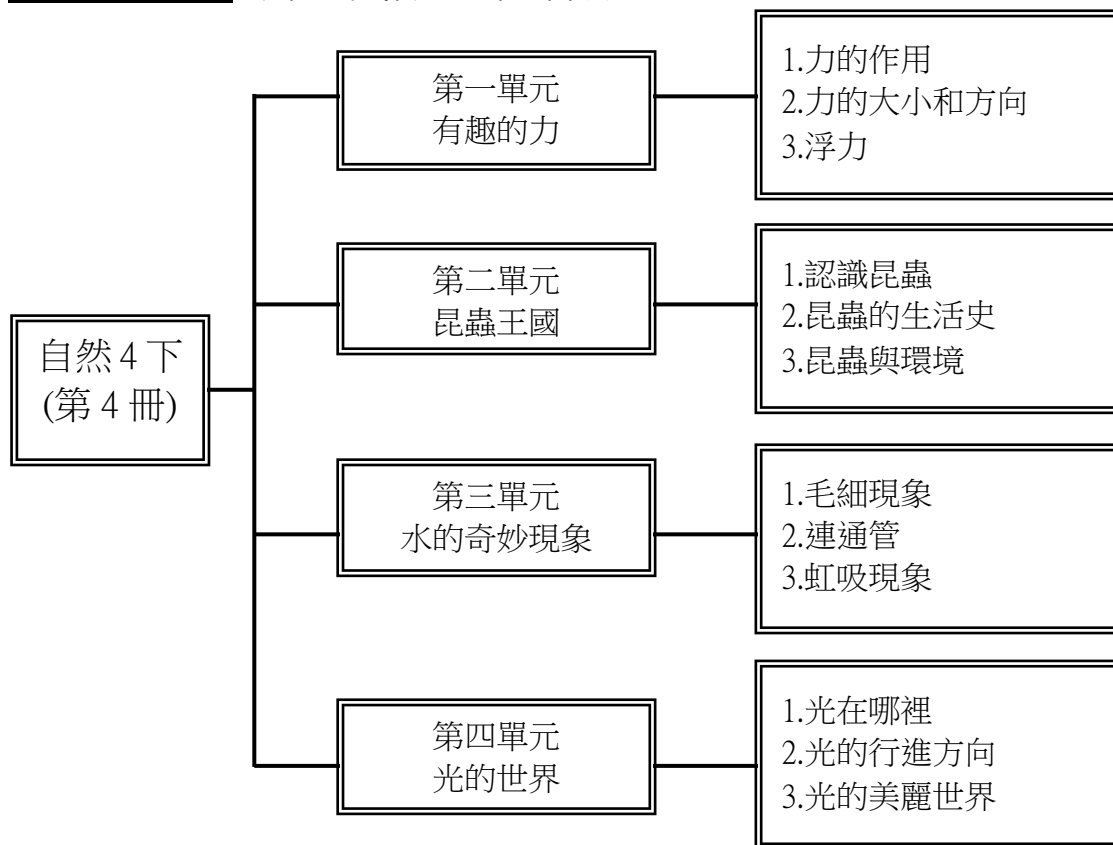 自然 4 下
(第 4 冊)
第一單元
有趣的力
1.力的作用
2.力的大小和方向
3.浮力
第二單元
昆蟲王國
1.認識昆蟲
2.昆蟲的生活史
3.昆蟲與環境
第三單元
水的奇妙現象
1.毛細現象
2.連通管
3.虹吸現象
第四單元
光的世界
1.光在哪裡
2.光的行進方向
3.光的美麗世界